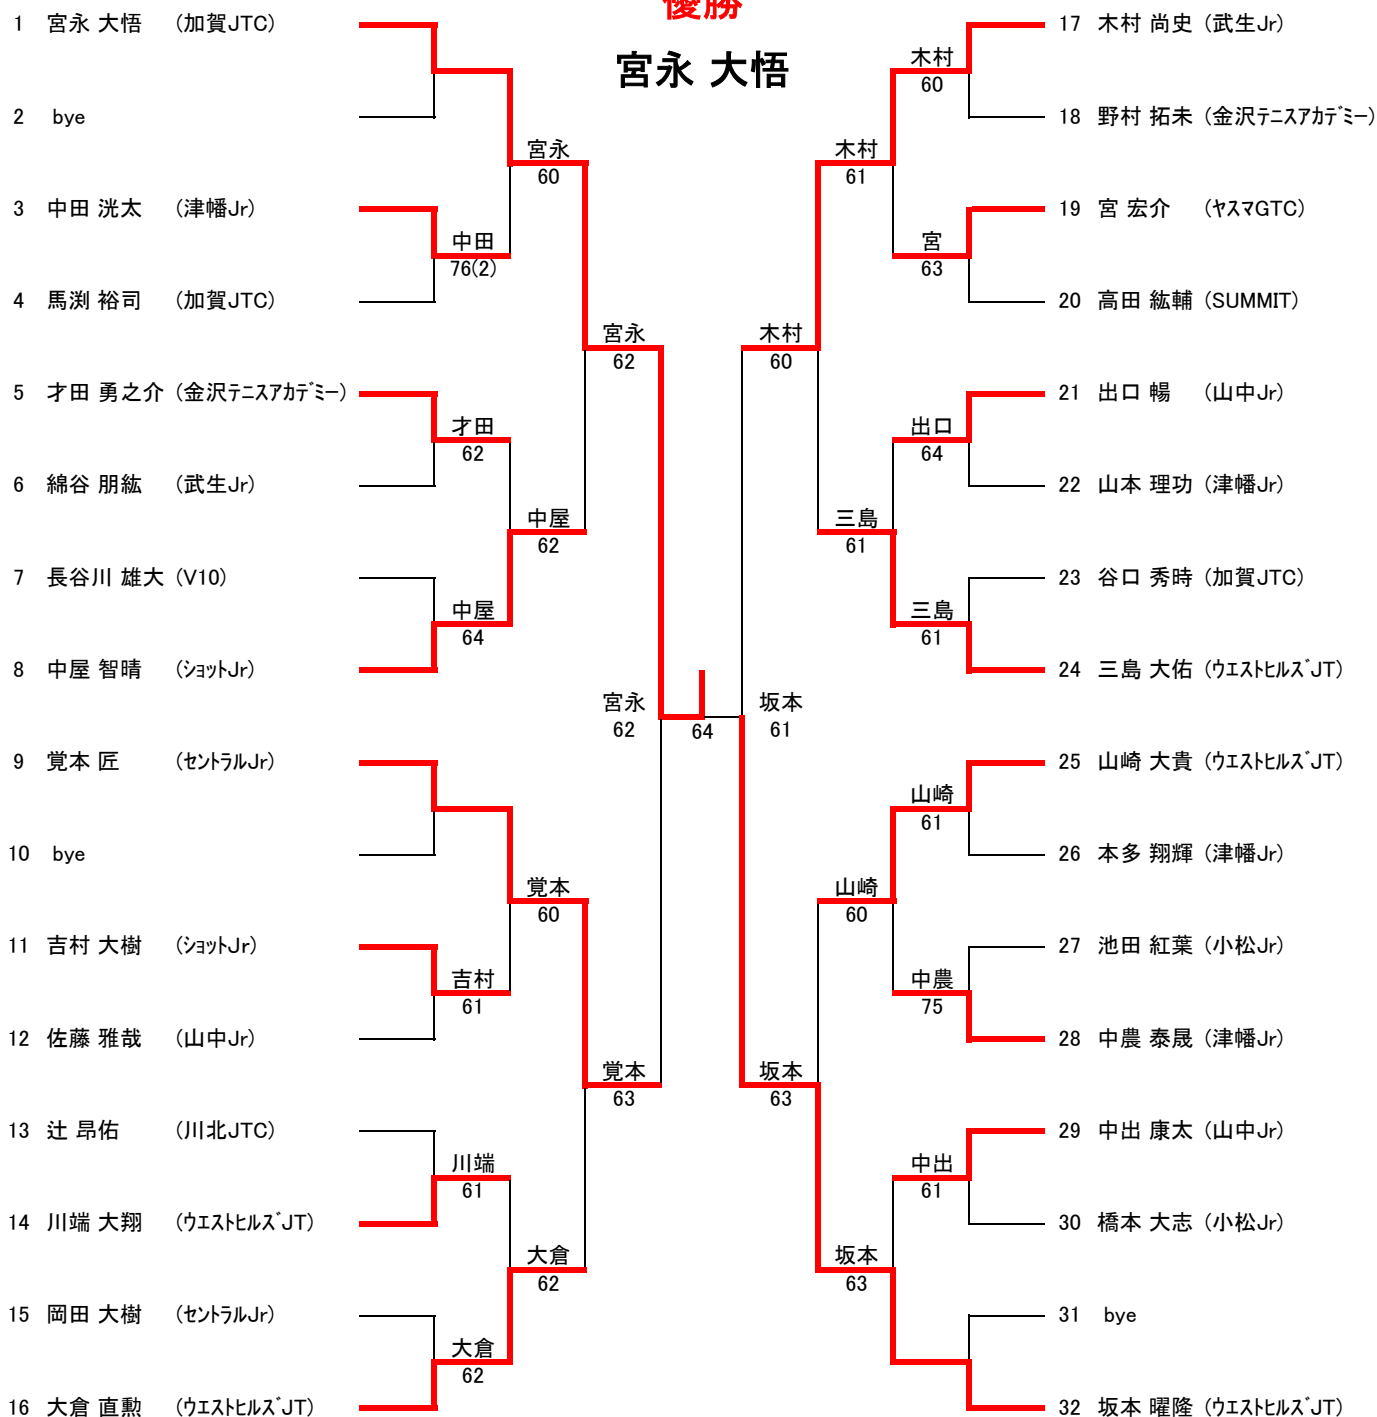 優勝
宮永 大悟
1 宮永 大悟 (加賀JTC)
2 bye
宮永
60
3 中田 洸太 (津幡Jr)
中田
76(2)
4 馬渕 裕司 (加賀JTC)
宮永
62
5 才田 勇之介 (金沢テニスアカデミー)
才田
62
6 綿谷 朋紘 (武生Jr)
中屋
62
7 長谷川 雄大 (V10)
中屋
64
8 中屋 智晴 (ショットJr)
宮永
62
64
9 覚本 匠 (セントラルJr)
10 bye
覚本
60
11 吉村 大樹 (ショットJr)
吉村
61
12 佐藤 雅哉 (山中Jr)
覚本
63
13 辻 昂佑 (川北JTC)
川端
61
14 川端 大翔 (ウエストヒルズJT)
大倉
62
15 岡田 大樹 (セントラルJr)
大倉
62
16 大倉 直勲 (ウエストヒルズJT)
17 木村 尚史 (武生Jr)
木村
60
18 野村 拓未 (金沢テニスアカデミー)
木村
61
19 宮 宏介 (ヤスマGTC)
宮
63
20 高田 紘輔 (SUMMIT)
木村
60
21 出口 暢 (山中Jr)
出口
64
22 山本 理功 (津幡Jr)
三島
61
23 谷口 秀時 (加賀JTC)
三島
61
24 三島 大佑 (ウエストヒルズJT)
坂本
61
25 山崎 大貴 (ウエストヒルズJT)
山崎
61
26 本多 翔輝 (津幡Jr)
山崎
60
27 池田 紅葉 (小松Jr)
中農
75
28 中農 泰晟 (津幡Jr)
坂本
63
29 中出 康太 (山中Jr)
中出
61
30 橋本 大志 (小松Jr)
坂本
63
31 bye
32 坂本 曜隆 (ウエストヒルズJT)